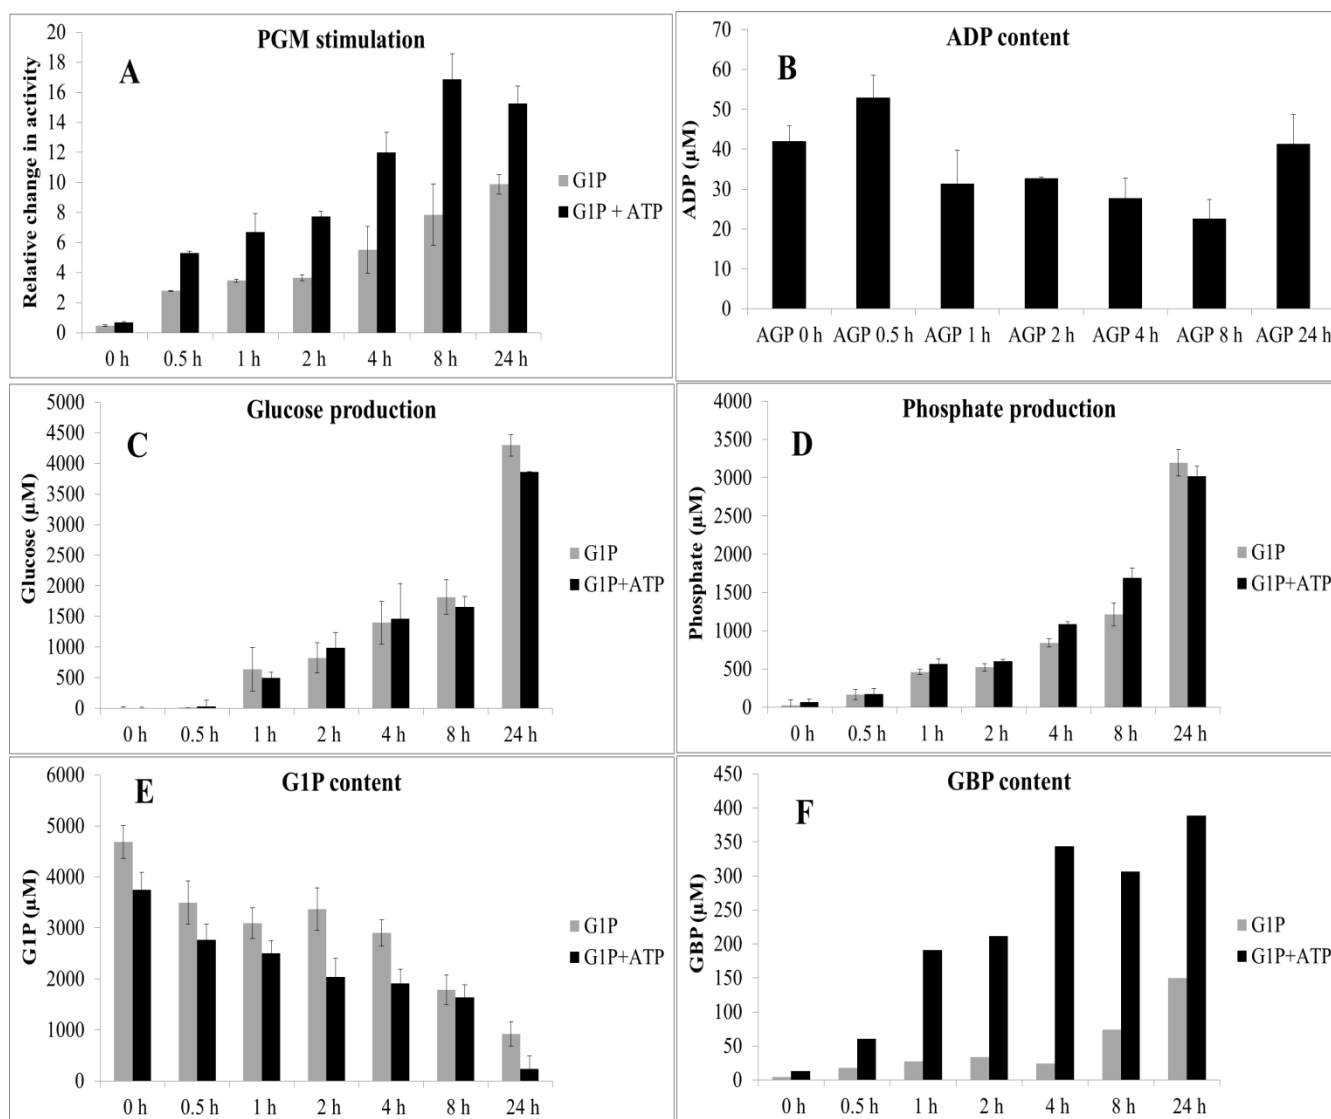 PGM stimulation
A
Relative change in activity
20
18
16
14
12
10
8
6
4
2
0
0 h 0.5 h 1 h 2 h 4 h 8 h 24 h
G1P
G1P + ATP
ADP content
B
ADP (µM)
70
60
50
40
30
20
10
0
AGP 0 h AGP 0.5 h AGP 1 h AGP 2 h AGP 4 h AGP 8 h AGP 24 h
Glucose production
C
Glucose (µM)
5000
4500
4000
3500
3000
2500
2000
1500
1000
500
0
0 h 0.5 h 1 h 2 h 4 h 8 h 24 h
G1P
G1P+ATP
Phosphate production
D
Phosphate (µM)
4000
3500
3000
2500
2000
1500
1000
500
0
0 h 0.5 h 1 h 2 h 4 h 8 h 24 h
G1P
G1P+ATP
G1P content
E
G1P (µM)
6000
5000
4000
3000
2000
1000
0
0 h 0.5 h 1 h 2 h 4 h 8 h 24 h
G1P
G1P+ATP
GBP content
F
GBP (µM)
450
400
350
300
250
200
150
100
50
0
0 h 0.5 h 1 h 2 h 4 h 8 h 24 h
G1P
G1P+ATP